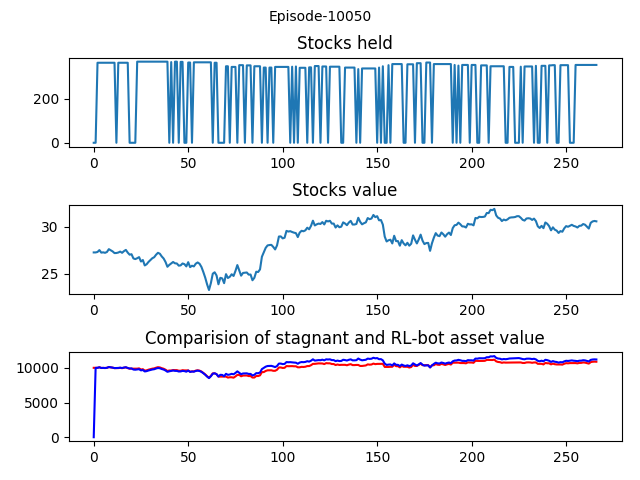 Episode-10050
Stocks held
200
0
0 50 100 150 200 250
Stocks value
30
25
0 50 100 150 200 250
Comparision of stagnant and RL-bot asset value
10000
5000
0
0 50 100 150 200 250